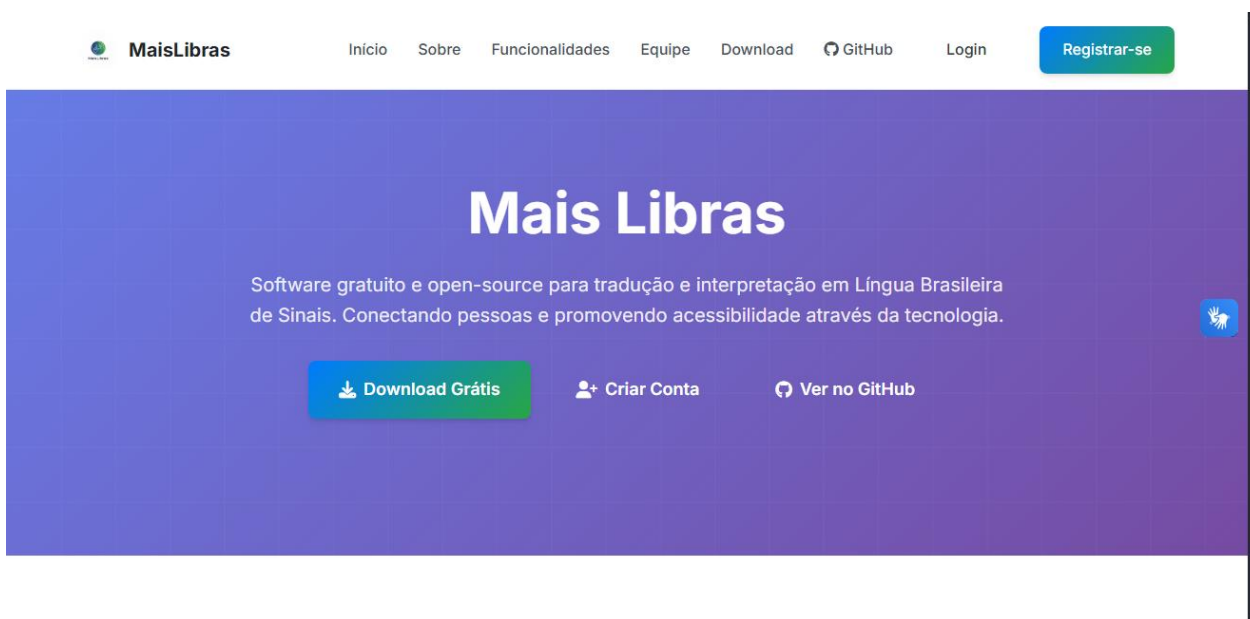 MaisLibras
Início Sobre Funcionalidades Equipe Download GitHub Login Registrar-se
Mais Libras
Software gratuito e open-source para tradução e interpretação em Língua Brasileira
de Sinais. Conectando pessoas e promovendo acessibilidade através da tecnologia.
Download Grátis Criar Conta Ver no GitHub